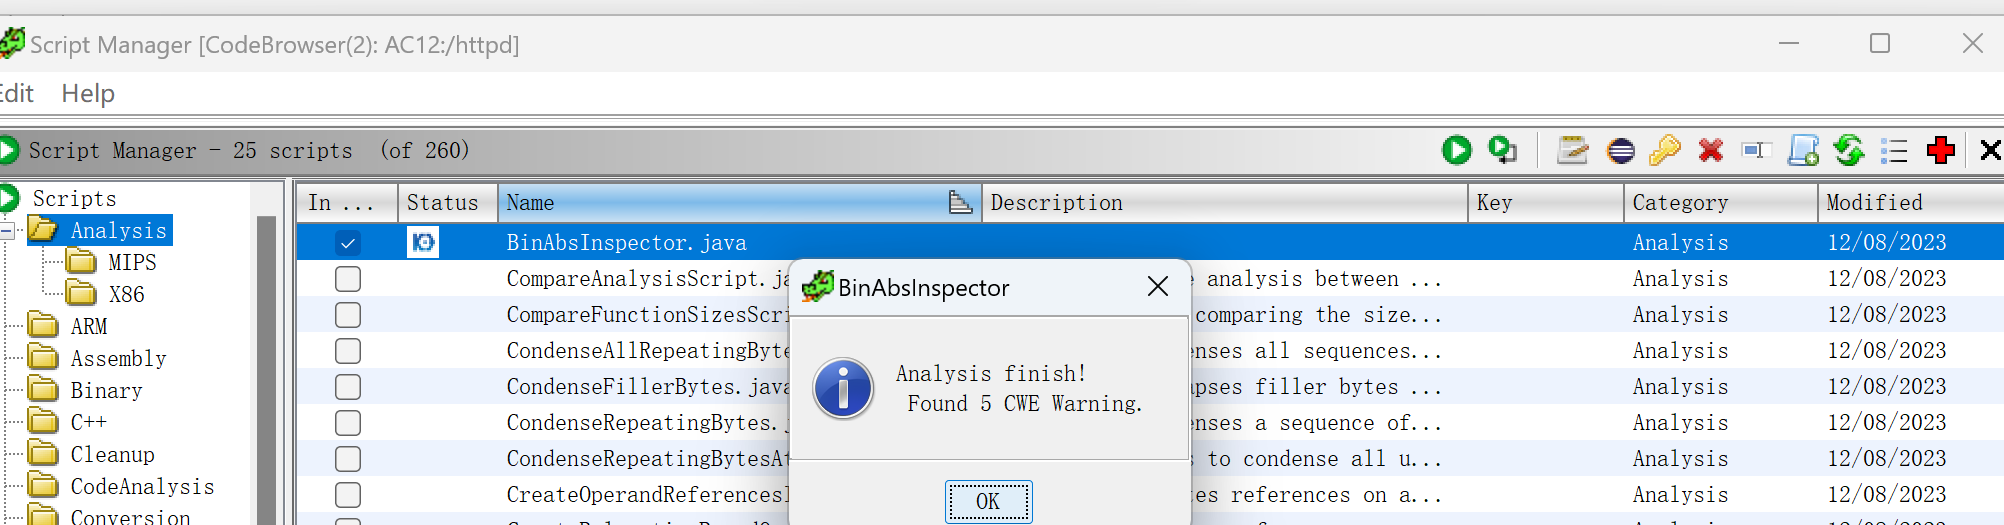 Script Manager [CodeBrowser(2): AC12:/httpd]
Edit Help
Script Manager - 25 scripts (of 260)
Scripts
Analysis
MIPS
X86
ARM
Assembly
Binary
C++
Cleanup
CodeAnalysis
Conversion
In ... Status Name Description Key Category Modified
BinAbsInspector.java Analysis 12/08/2023
CompareAnalysisScript.ja e analysis between ... Analysis 12/08/2023
CompareFunctionSizesScri comparing the size... Analysis 12/08/2023
CondenseAllRepeatingByte nses all sequences... Analysis 12/08/2023
CondenseFillerBytes.java pses filler bytes ... Analysis 12/08/2023
CondenseRepeatingBytes.j nses a sequence of... Analysis 12/08/2023
CondenseRepeatingBytesAt s to condense all u... Analysis 12/08/2023
CreateOperandReferencesI tes references on a... Analysis 12/08/2023
BinAbsInspector
Analysis finish!
Found 5 CWE Warning.
OK